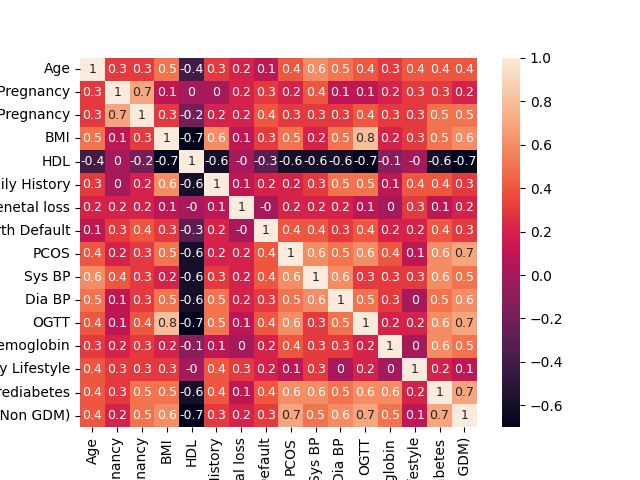 Age 1 0.3 0.3 0.5 -0.4 0.3 0.2 0.1 0.4 0.6 0.5 0.4 0.3 0.4 0.4 0.4
Pregnancy 0.3 1 0.7 0.1 0 0 0.2 0.3 0.2 0.4 0.1 0.1 0.2 0.3 0.3 0.2
Pregnancy 0.3 0.7 1 0.3 -0.2 0.2 0.2 0.4 0.3 0.3 0.3 0.4 0.3 0.3 0.5 0.5
BMI 0.5 0.1 0.3 1 -0.7 0.6 0.1 0.3 0.5 0.2 0.5 0.8 0.2 0.3 0.5 0.6
HDL -0.4 0 -0.2 -0.7 1 -0.6 -0 -0.3 -0.6 -0.6 -0.6 -0.7 -0.1 -0 -0.6 -0.7
ily History 0.3 0 0.2 0.6 -0.6 1 0.1 0.2 0.2 0.3 0.5 0.5 0.1 0.4 0.4 0.3
enetal loss 0.2 0.2 0.2 0.1 -0 0.1 1 -0 0.2 0.2 0.2 0.1 0 0.3 0.1 0.2
rth Default 0.1 0.3 0.4 0.3 -0.3 0.2 -0 1 0.4 0.4 0.3 0.4 0.2 0.2 0.4 0.3
PCOS 0.4 0.2 0.3 0.5 -0.6 0.2 0.2 0.4 1 0.6 0.5 0.6 0.4 0.1 0.6 0.7
Sys BP 0.6 0.4 0.3 0.2 -0.6 0.3 0.2 0.4 0.6 1 0.6 0.3 0.3 0.3 0.6 0.5
Dia BP 0.5 0.1 0.3 0.5 -0.6 0.5 0.2 0.3 0.5 0.6 1 0.5 0.3 0 0.5 0.6
OGTT 0.4 0.1 0.4 0.8 -0.7 0.5 0.1 0.4 0.6 0.3 0.5 1 0.2 0.2 0.6 0.7
emoglobin 0.3 0.2 0.3 0.2 -0.1 0.1 0 0.2 0.4 0.3 0.3 0.2 1 0 0.6 0.5
y Lifestyle 0.4 0.3 0.3 0.3 -0 0.4 0.3 0.2 0.1 0.3 0 0.2 0 1 0.2 0.1
rediabetes 0.4 0.3 0.5 0.5 -0.6 0.4 0.1 0.4 0.6 0.6 0.5 0.6 0.6 0.2 1 0.7
Non GDM) 0.4 0.2 0.5 0.6 -0.7 0.3 0.2 0.3 0.7 0.5 0.6 0.7 0.5 0.1 0.7 1
Age
nancy
nancy
BMI
HDL
History
al loss
Default
PCOS
Sys BP
Dia BP
OGTT
globin
festyle
betes
GDM)
1.0
0.8
0.6
0.4
0.2
0.0
−0.2
−0.4
−0.6